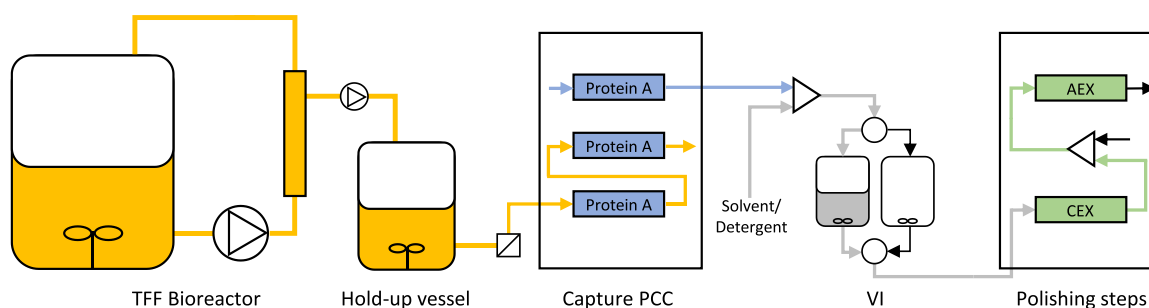 Protein A
Protein A
Protein A
Solvent/
Detergent
AEX
CEX
TFF Bioreactor
Hold-up vessel
Capture PCC
VI
Polishing steps